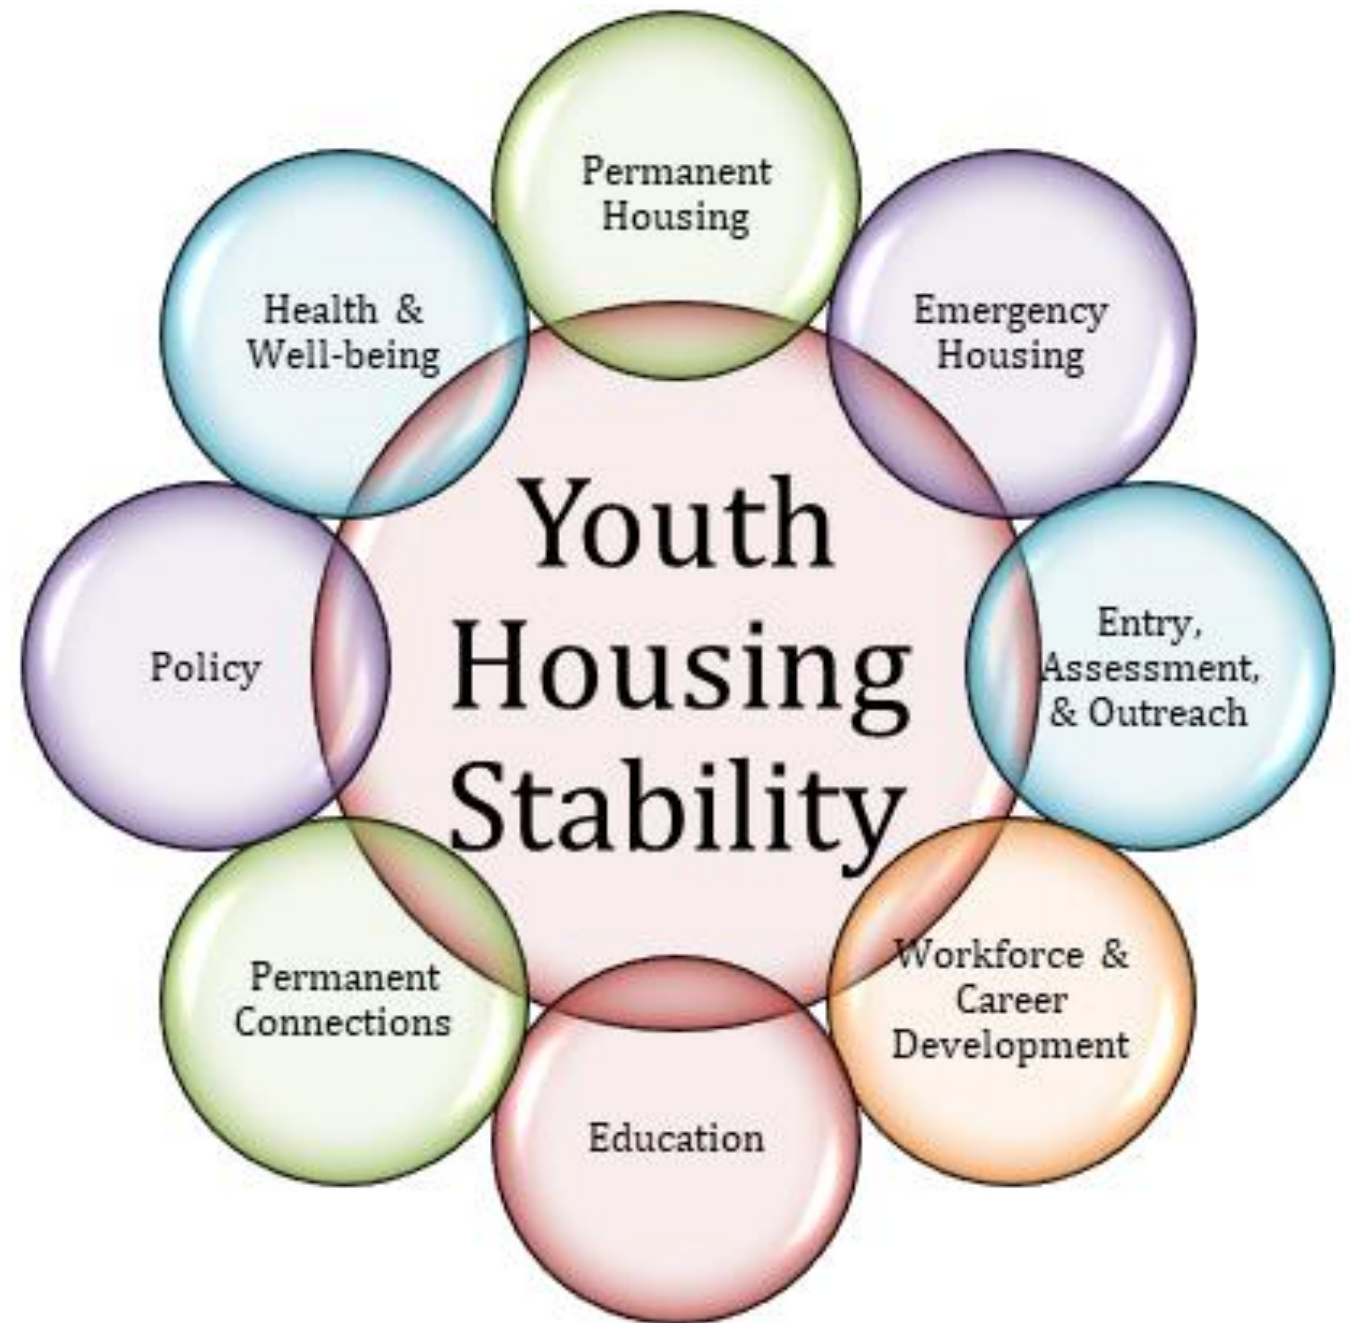 Permanent
Housing
Emergency
Housing
Entry,
Assessment,
& Outreach
Workforce &
Career
Development
Education
Permanent
Connections
Policy
Health &
Well-being
Youth
Housing
Stability